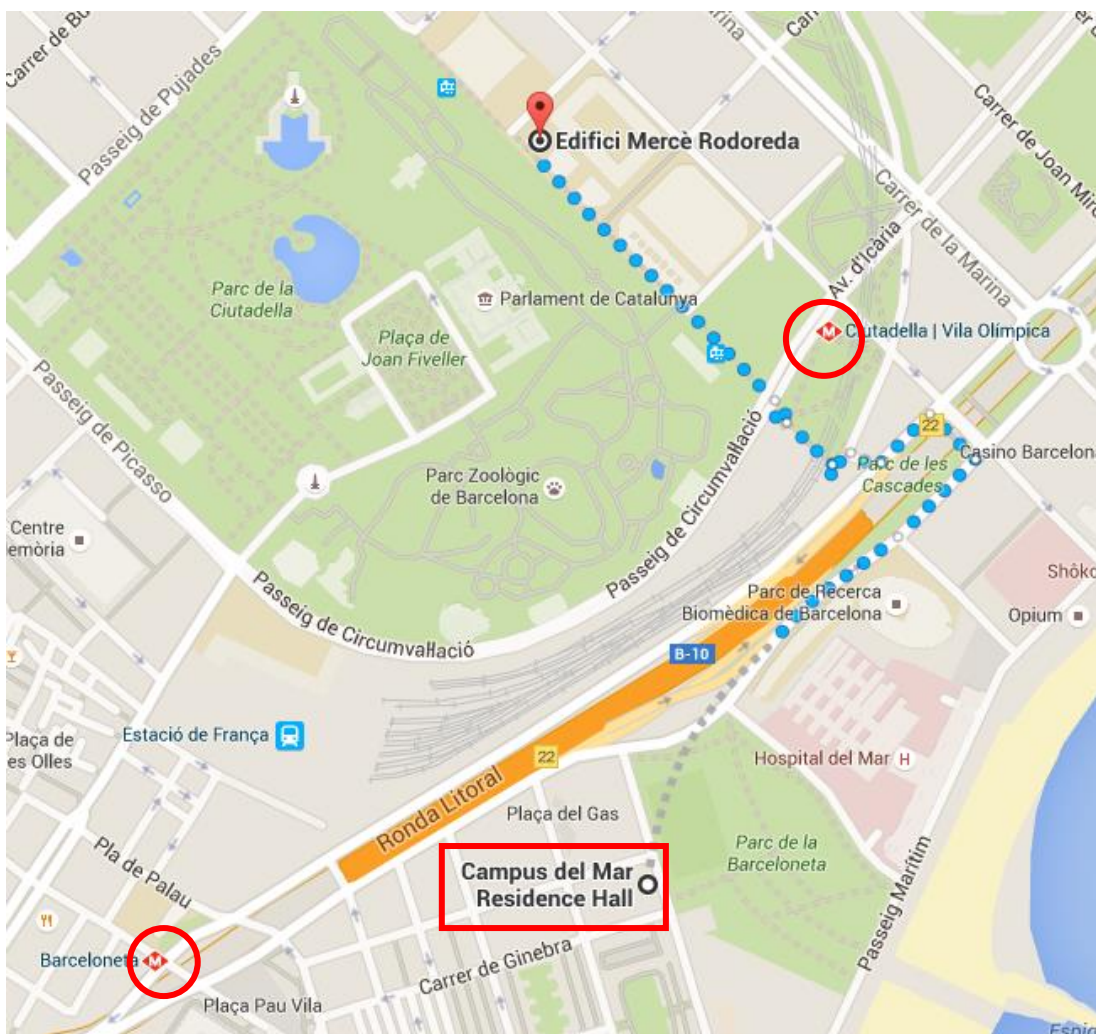 Carrer de Bu
Passeig de Pujades
Marina
Carrer de Joan Miró
Edifici Mercè Rodoreda
Carrer de la Marina
Av. d'Icària
Parc de la
Ciutadella
Parlament de Catalunya
Plaça de
Joan Fiveller
M
Ciutadella | Vila Olímpica
Passeig de Picasso
22
Casino Barcelona
Parc de les
Cascades
Parc Zoològic
de Barcelona
Passeig de Circumval·lació
Centre
emòria
Shôko
Parc de Recerca
Biomèdica de Barcelona
Opium
Passeig de Circumval·lació
B-10
Estació de França
Plaça de
es Olles
22
Hospital del Mar
H
Ronda Litoral
Plaça del Gas
Parc de la
Barceloneta
Pla de Palau
Campus del Mar
Residence Hall
Passeig Marítim
Barceloneta
M
Carrer de Ginebra
Plaça Pau Vila